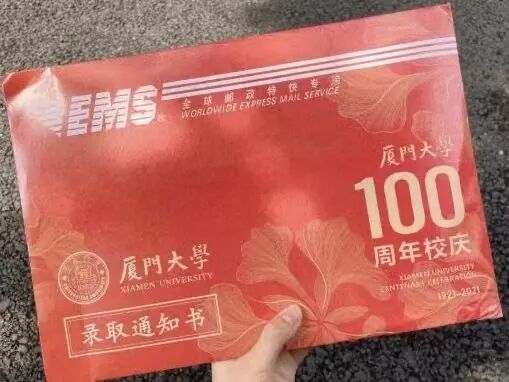 EMS
全球邮政特快专递
WORLDWIDE EXPRESS MAIL SERVICE
厦門大學
100
周年校庆
XIAMEN UNIVERSITY
CENTENARY CELEBRATION
1921-2021
厦門大學
XIAMEN UNIVERSITY
录取通知书